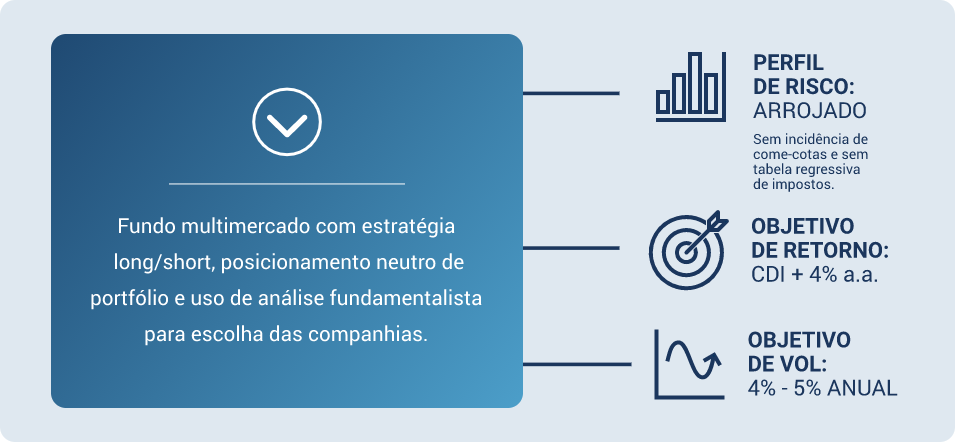 Fundo multimercado com estratégia
long/short, posicionamento neutro de
portfólio e uso de análise fundamentalista
para escolha das companhias.
PERFIL
DE RISCO:
ARROJADO
Sem incidência de
come-cotas e sem
tabela regressiva
de impostos.
OBJETIVO
DE RETORNO:
CDI + 4% a.a.
OBJETIVO
DE VOL:
4% - 5% ANUAL